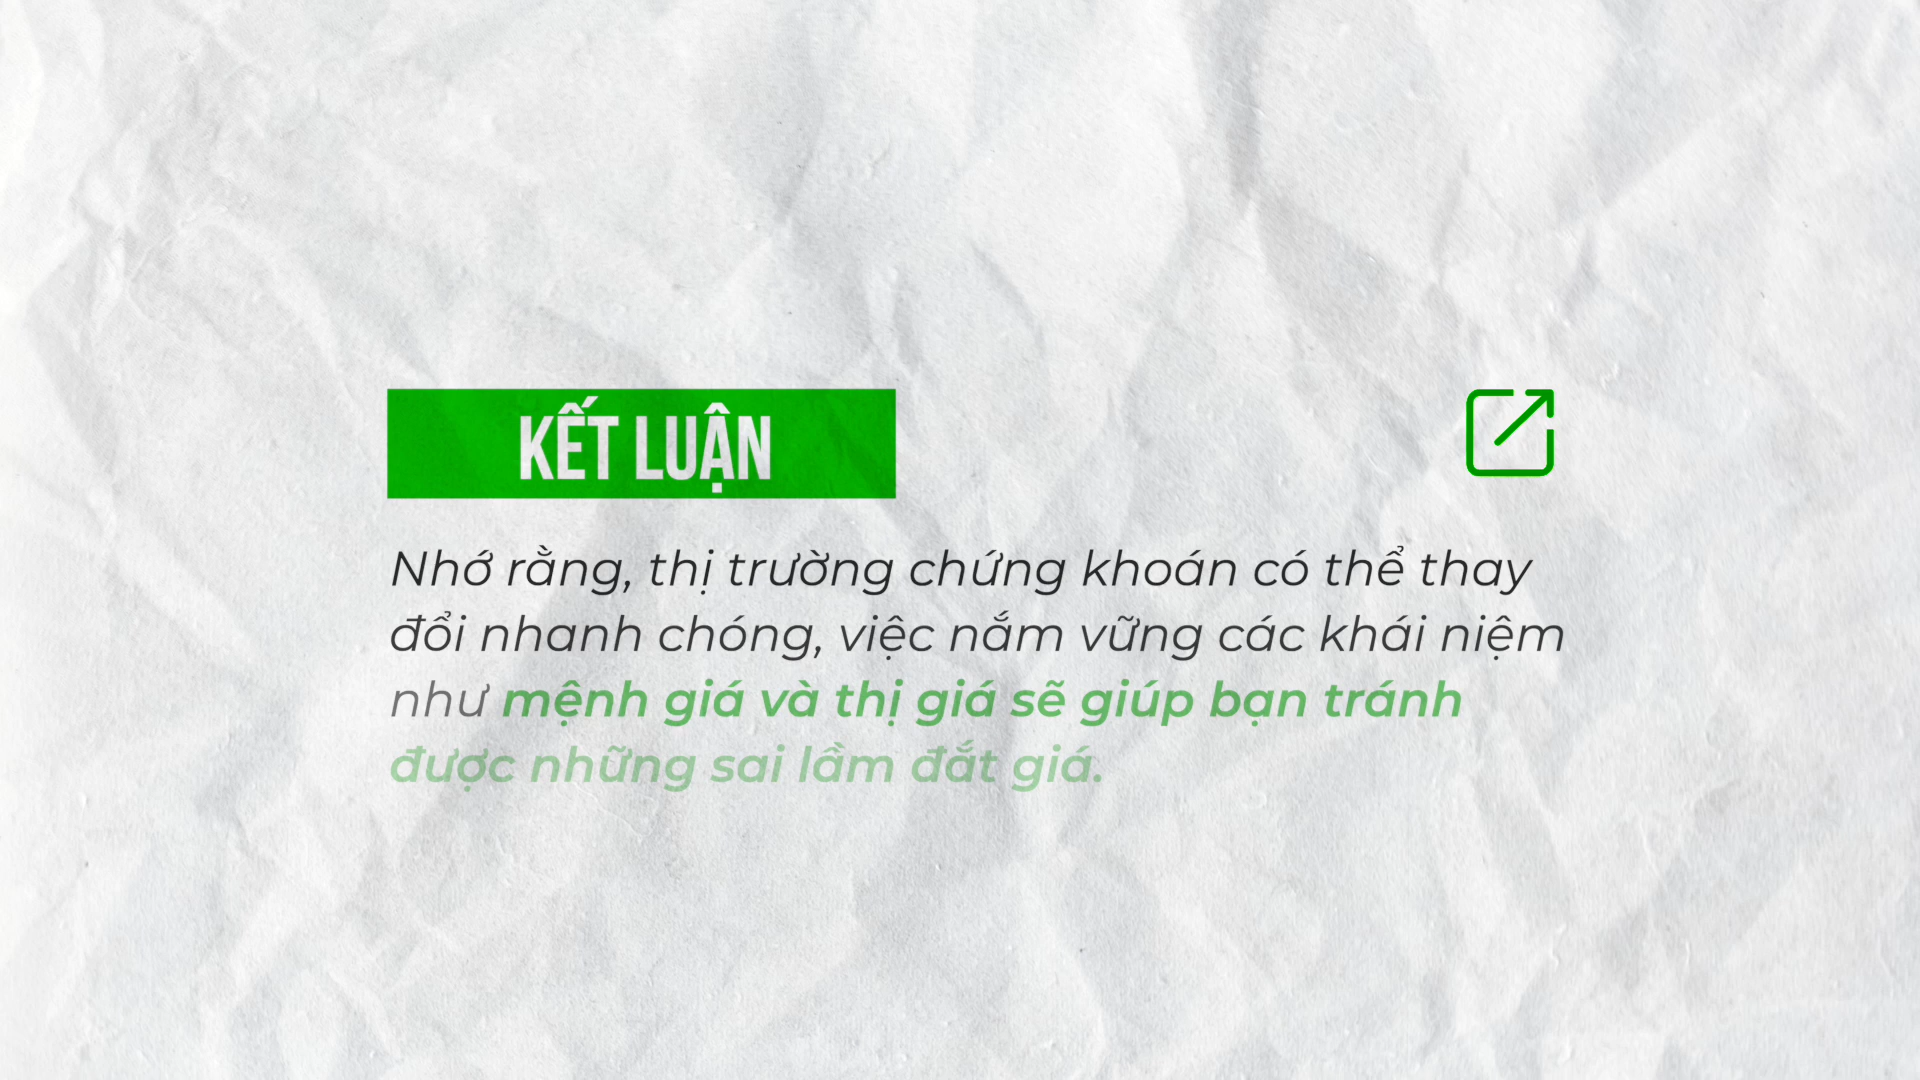 KẾT LUẬN
Nhớ rằng, thị trường chứng khoán có thể thay
đổi nhanh chóng, việc nắm vững các khái niệm
như mệnh giá và thị giá sẽ giúp bạn tránh
được những sai lầm đắt giá.